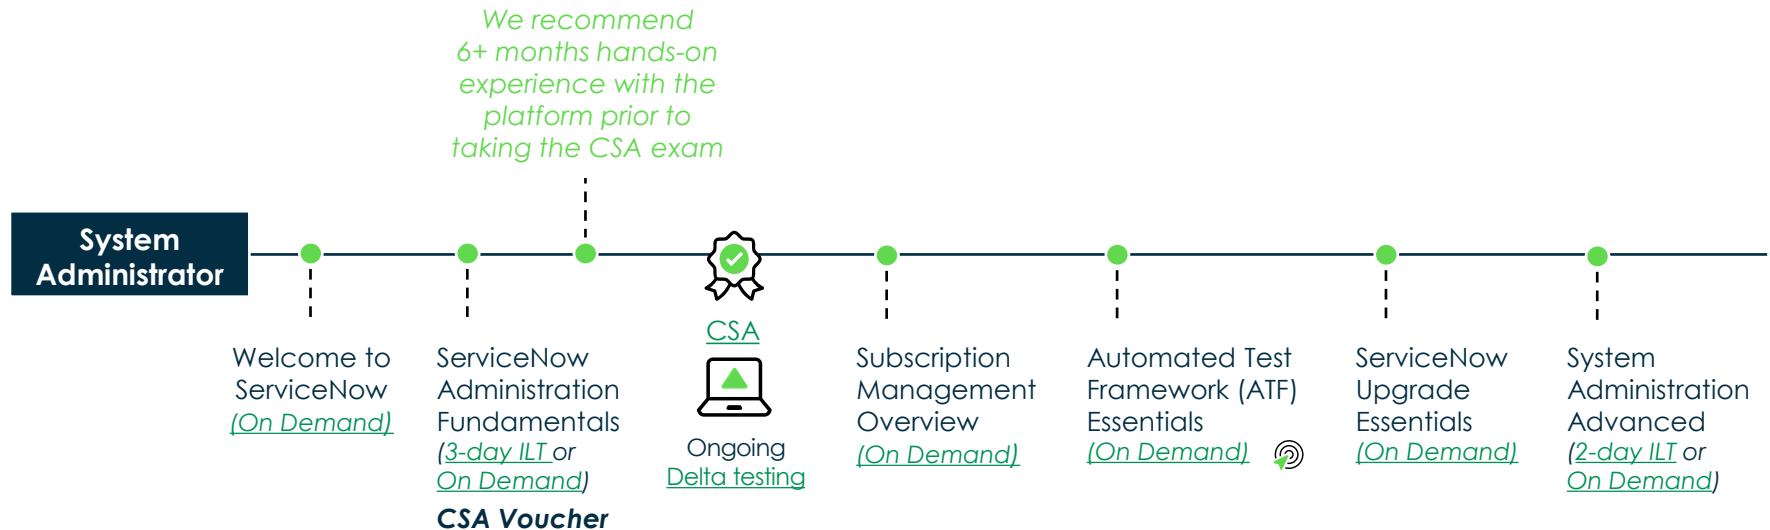 We recommend
6+ months hands-on
experience with the
platform prior to
taking the CSA exam
System
Administrator
Welcome to
ServiceNow
(On Demand)
ServiceNow
Administration
Fundamentals
(3-day ILT or
On Demand)
CSA Voucher
CSA
Ongoing
Delta testing
Subscription
Management
Overview
(On Demand)
Automated Test
Framework (ATF)
Essentials
(On Demand)
ServiceNow
Upgrade
Essentials
(On Demand)
System
Administration
Advanced
(2-day ILT or
On Demand)